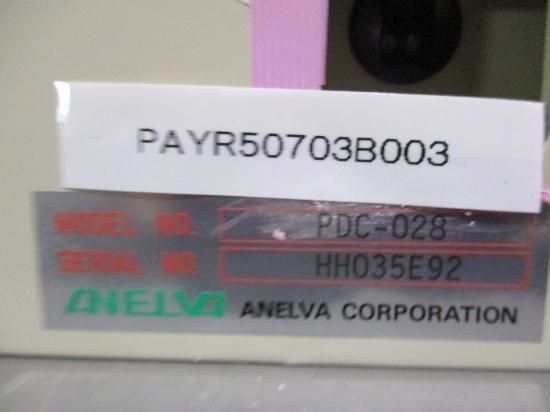 PAYR50703B003
MODEL NO. PDC-028
SERIAL NO. HH035E92
ANELVA ANELVA CORPORATION